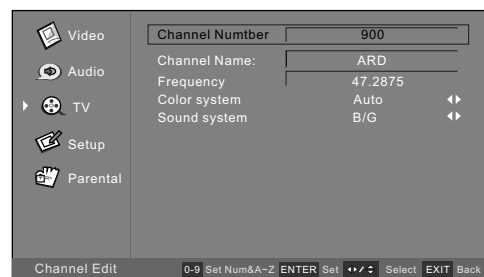 Video
Audio
TV
Setup
Parental
Channel Numtber 900
Channel Name: ARD
Frequency 47.2875
Color system Auto
Sound system B/G
Channel Edit 0-9 Set Num&A~Z ENTER Set Select EXIT Back